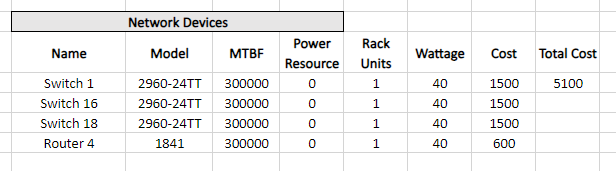 Network Devices
Name Model MTBF Power Resource Rack Units Wattage Cost Total Cost
Switch 1 2960-24TT 300000 0 1 40 1500 5100
Switch 16 2960-24TT 300000 0 1 40 1500
Switch 18 2960-24TT 300000 0 1 40 1500
Router 4 1841 300000 0 1 40 600